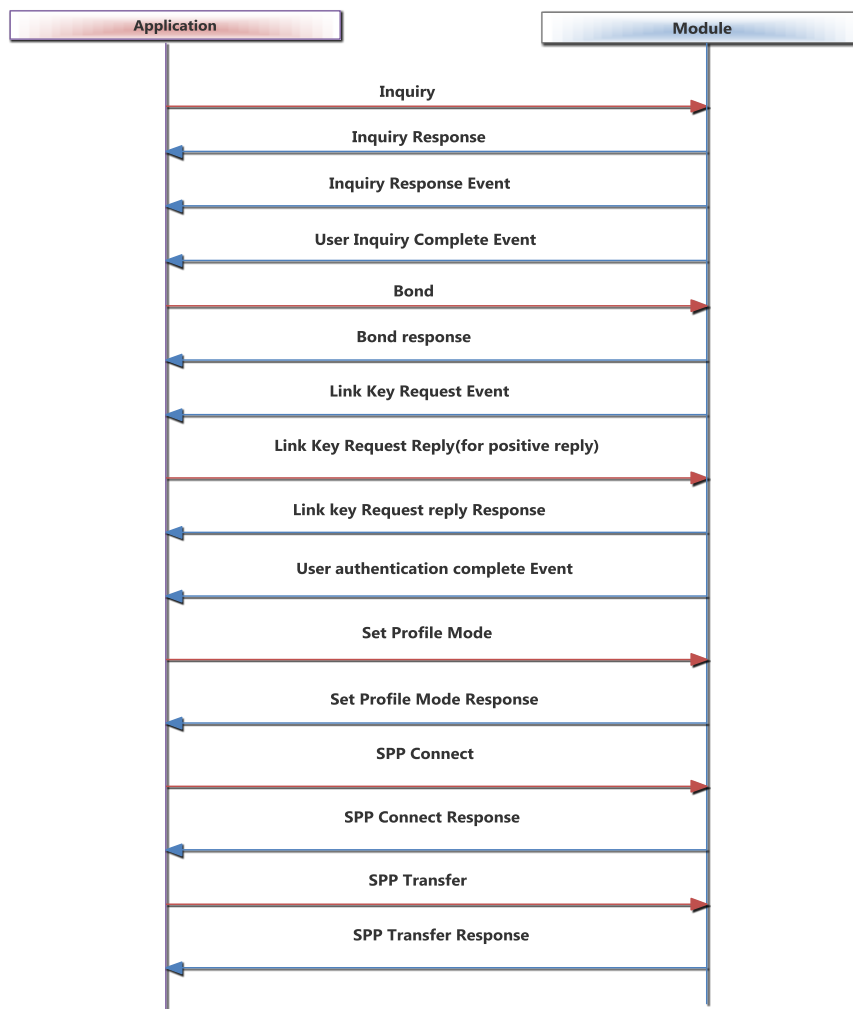 Application
Module
Inquiry
Inquiry Response
Inquiry Response Event
User Inquiry Complete Event
Bond
Bond response
Link Key Request Event
Link Key Request Reply(for positive reply)
Link key Request reply Response
User authentication complete Event
Set Profile Mode
Set Profile Mode Response
SPP Connect
SPP Connect Response
SPP Transfer
SPP Transfer Response